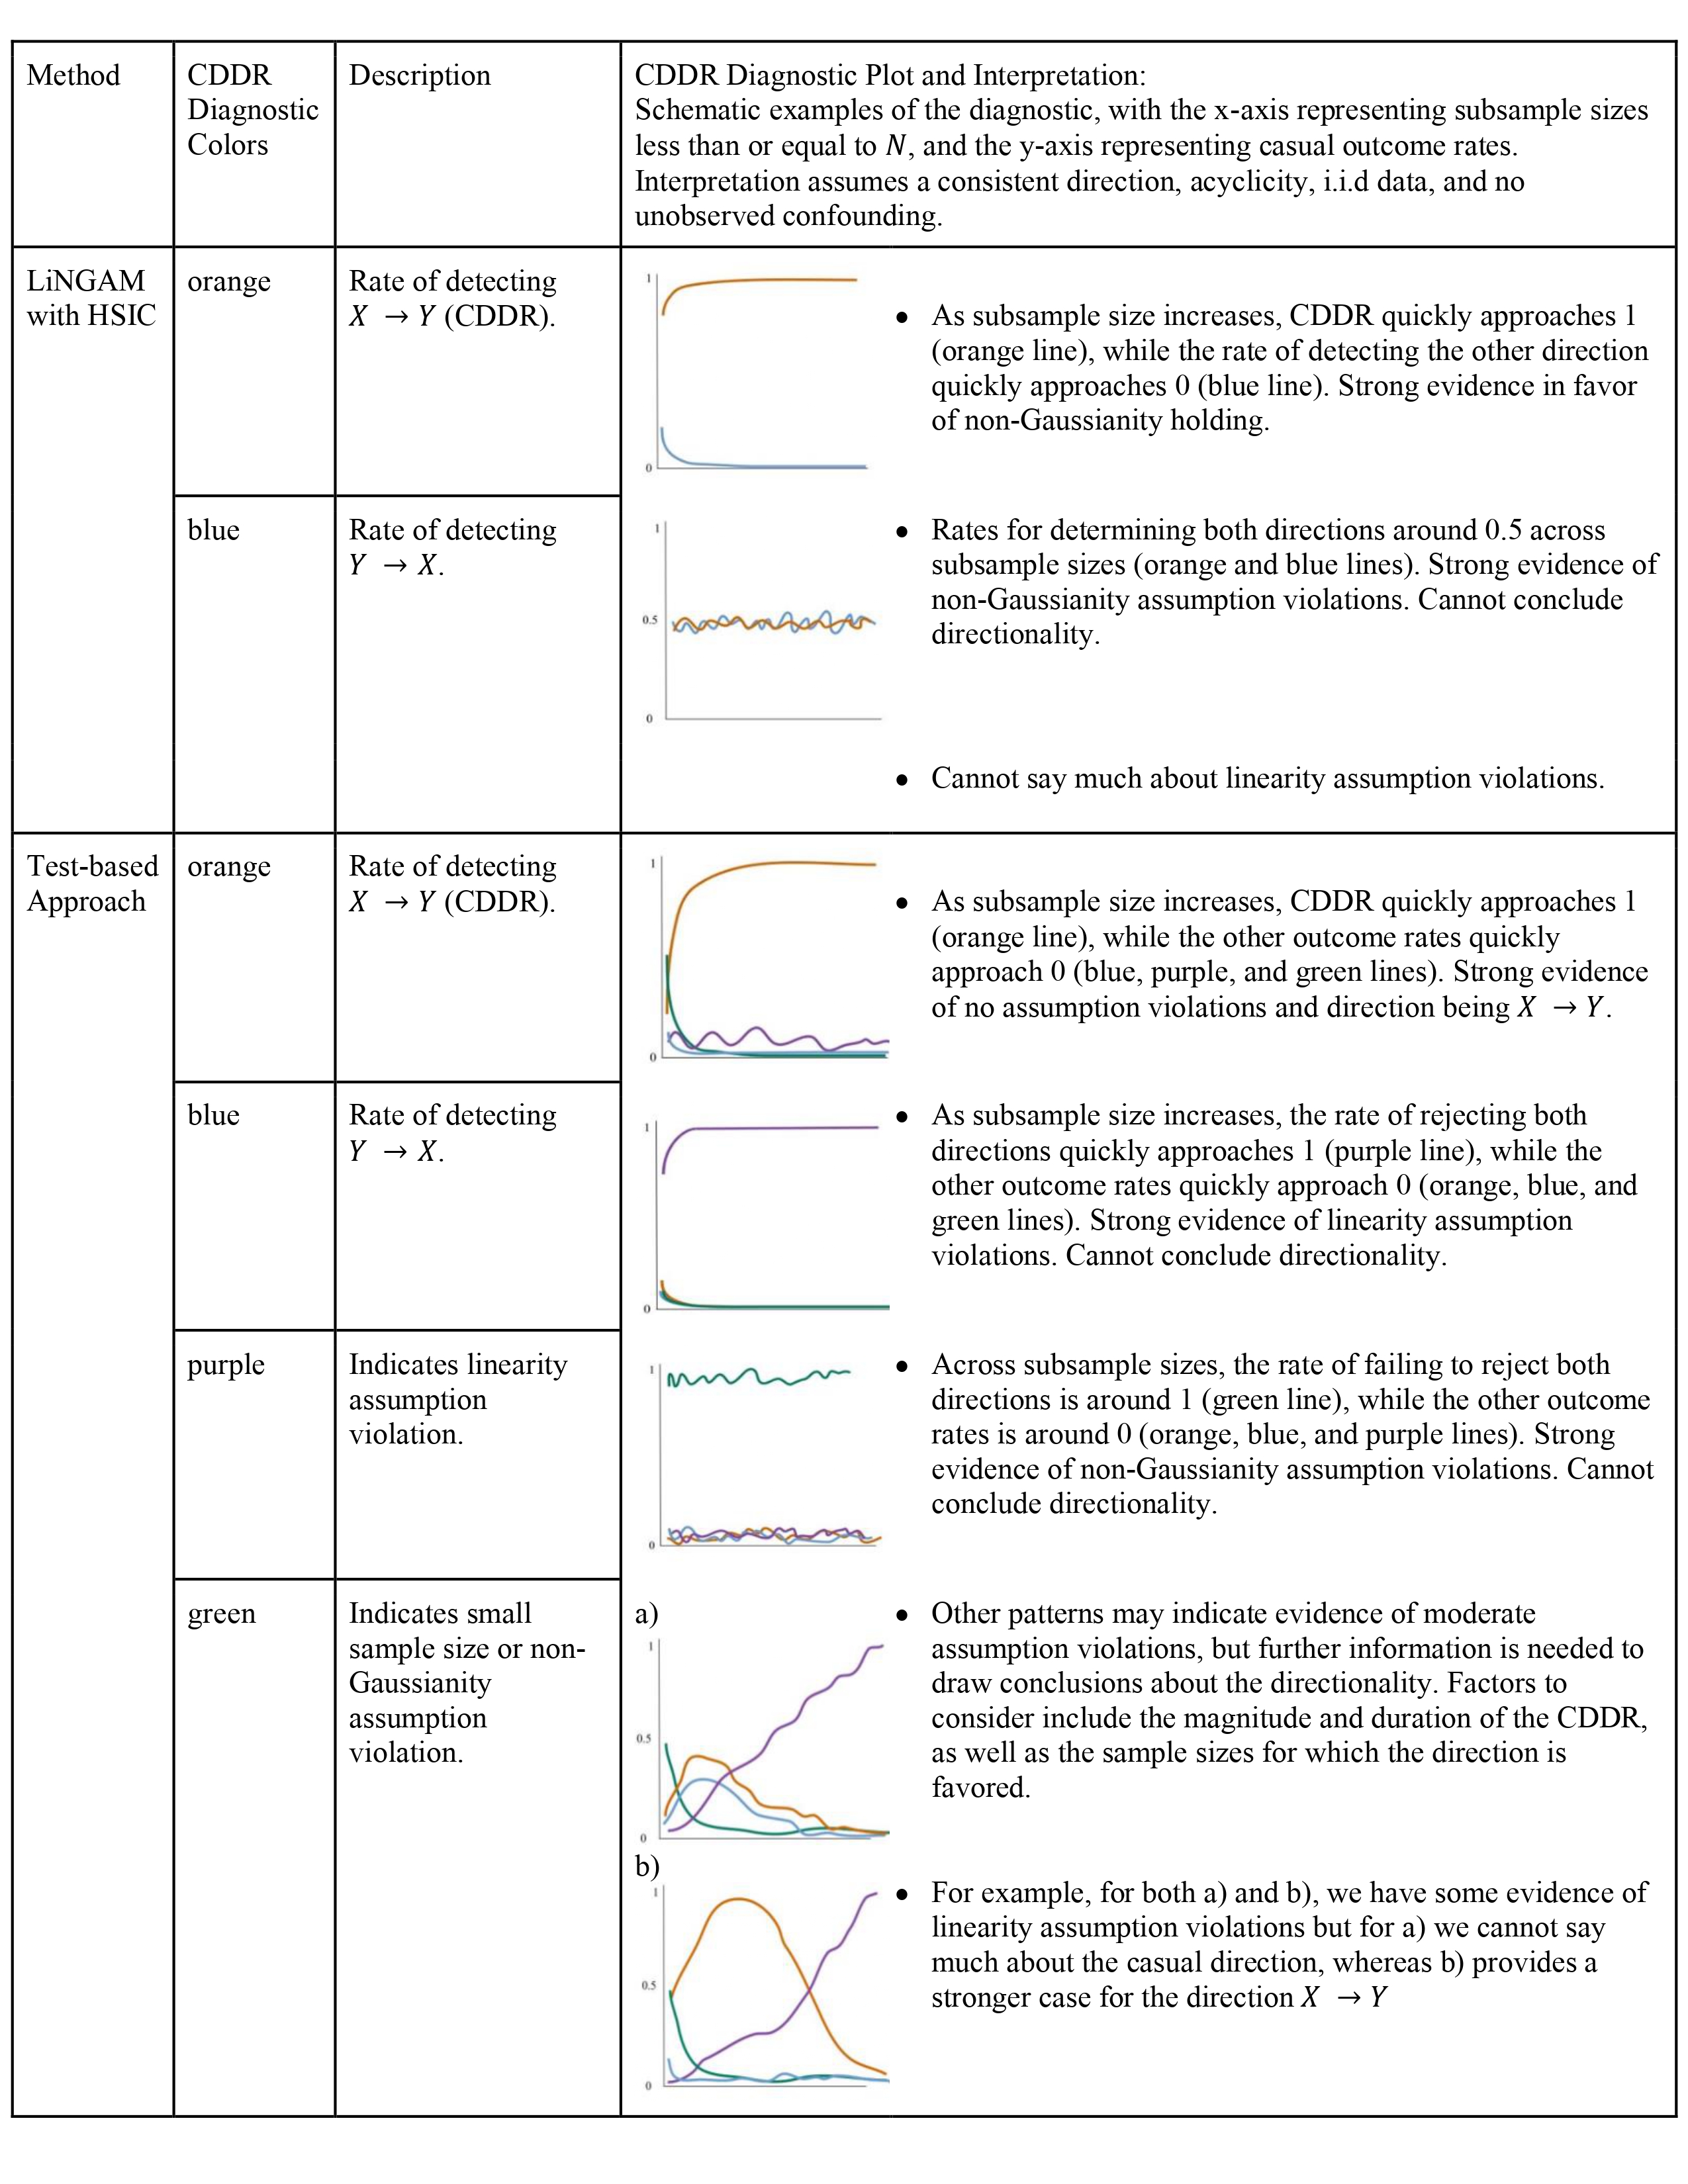 Method
CDDR
Diagnostic
Colors
Description
CDDR Diagnostic Plot and Interpretation:
Schematic examples of the diagnostic, with the x-axis representing subsample sizes
less than or equal to N, and the y-axis representing casual outcome rates.
Interpretation assumes a consistent direction, acyclicity, i.i.d data, and no
unobserved confounding.
LiNGAM
with HSIC
orange
Rate of detecting
X → Y (CDDR).
1
0
• As subsample size increases, CDDR quickly approaches 1
(orange line), while the rate of detecting the other direction
quickly approaches 0 (blue line). Strong evidence in favor
of non-Gaussianity holding.
blue
Rate of detecting
Y → X.
1
0.5
0
• Rates for determining both directions around 0.5 across
subsample sizes (orange and blue lines). Strong evidence of
non-Gaussianity assumption violations. Cannot conclude
directionality.
• Cannot say much about linearity assumption violations.
Test-based
Approach
orange
Rate of detecting
X → Y (CDDR).
1
0
• As subsample size increases, CDDR quickly approaches 1
(orange line), while the other outcome rates quickly
approach 0 (blue, purple, and green lines). Strong evidence
of no assumption violations and direction being X → Y.
blue
Rate of detecting
Y → X.
1
0
• As subsample size increases, the rate of rejecting both
directions quickly approaches 1 (purple line), while the
other outcome rates quickly approach 0 (orange, blue, and
green lines). Strong evidence of linearity assumption
violations. Cannot conclude directionality.
purple
Indicates linearity
assumption
violation.
1
0
• Across subsample sizes, the rate of failing to reject both
directions is around 1 (green line), while the other outcome
rates is around 0 (orange, blue, and purple lines). Strong
evidence of non-Gaussianity assumption violations. Cannot
conclude directionality.
green
Indicates small
sample size or non-
Gaussianity
assumption
violation.
a)
1
0.5
0
• Other patterns may indicate evidence of moderate
assumption violations, but further information is needed to
draw conclusions about the directionality. Factors to
consider include the magnitude and duration of the CDDR,
as well as the sample sizes for which the direction is
favored.
b)
1
0.5
0
• For example, for both a) and b), we have some evidence of
linearity assumption violations but for a) we cannot say
much about the casual direction, whereas b) provides a
stronger case for the direction X → Y